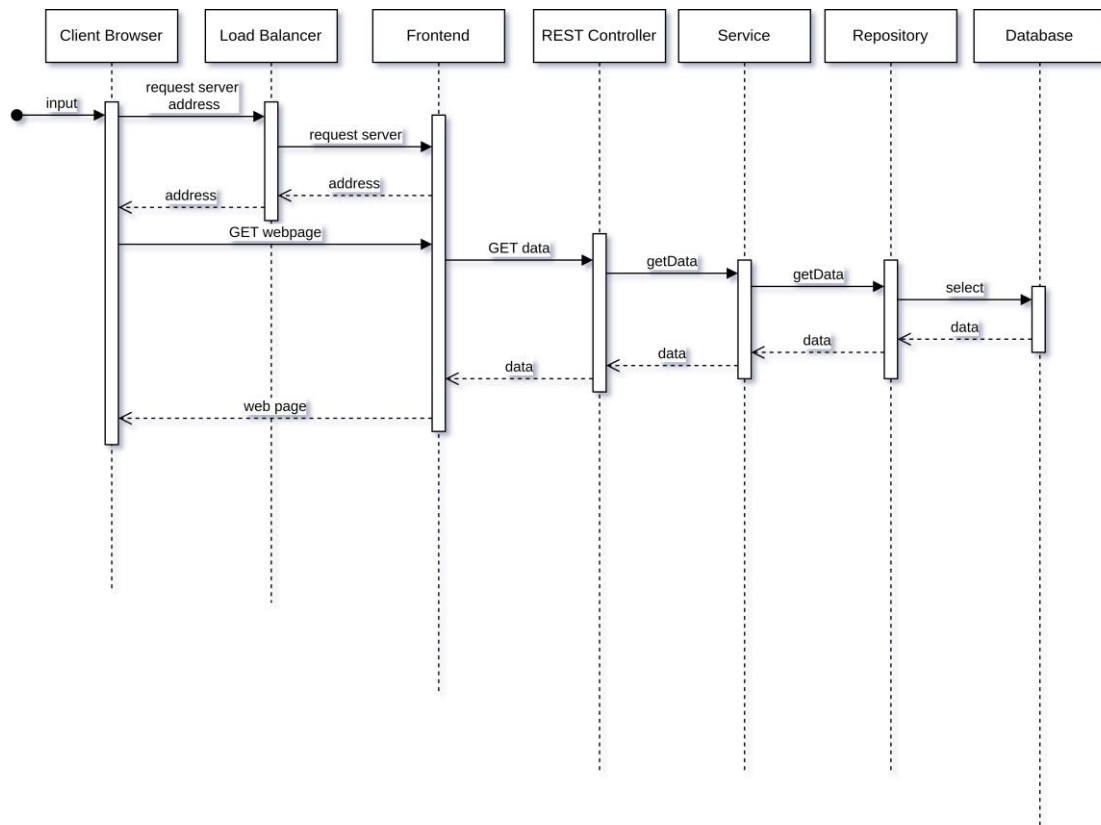 Client Browser
Load Balancer
Frontend
REST Controller
Service
Repository
Database
input
request server
address
request server
address
address
GET webpage
GET data
getData
getData
select
data
data
data
data
web page